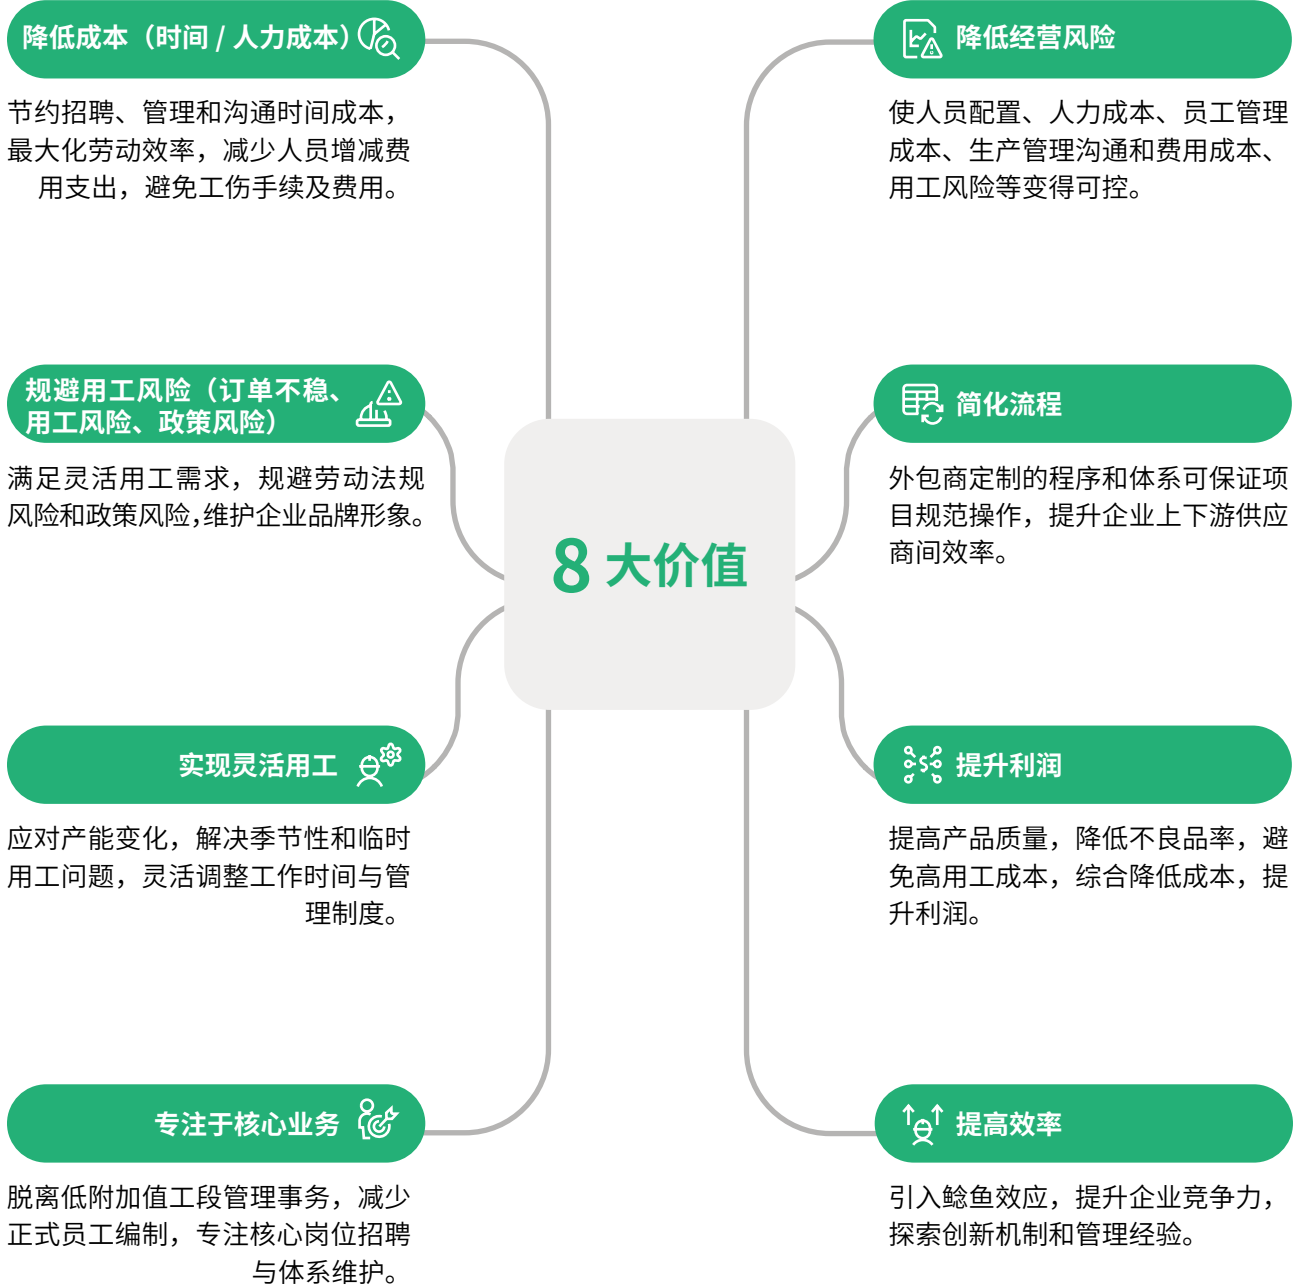 降低成本（时间 / 人力成本）
节约招聘、管理和沟通时间成本，
最大化劳动效率，减少人员增减费
用支出，避免工伤手续及费用。
规避用工风险（订单不稳、
用工风险、政策风险）
满足灵活用工需求，规避劳动法规
风险和政策风险，维护企业品牌形象。
实现灵活用工
应对产能变化，解决季节性和临时
用工问题，灵活调整工作时间与管
理制度。
专注于核心业务
脱离低附加值工段管理事务，减少
正式员工编制，专注核心岗位招聘
与体系维护。
8 大价值
降低经营风险
使人员配置、人力成本、员工管理
成本、生产管理沟通和费用成本、
用工风险等变得可控。
简化流程
外包商定制的程序和体系可保证项
目规范操作，提升企业上下游供应
商间效率。
提升利润
提高产品质量，降低不良品率，避
免高用工成本，综合降低成本，提
升利润。
提高效率
引入鲶鱼效应，提升企业竞争力，
探索创新机制和管理经验。